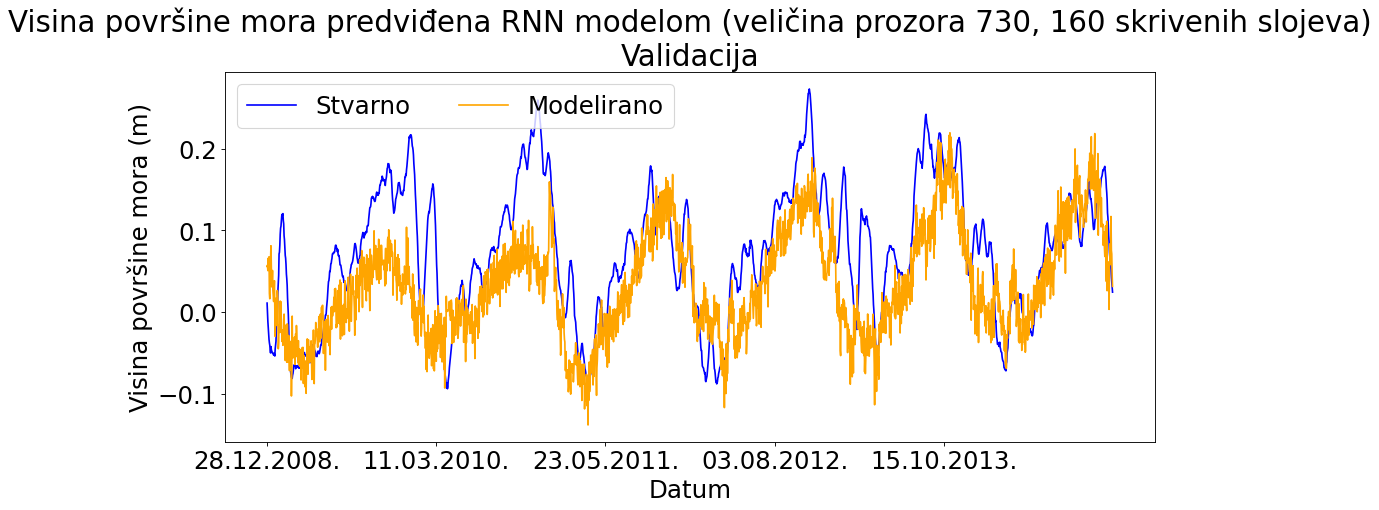 Visina površine mora predviđena RNN modelom (veličina prozora 730, 160 skrivenih slojeva)
Validacija
Stvarno Modelirano
Visina površine mora (m)
0.2
0.1
0.0
−0.1
28.12.2008. 11.03.2010. 23.05.2011. 03.08.2012. 15.10.2013.
Datum